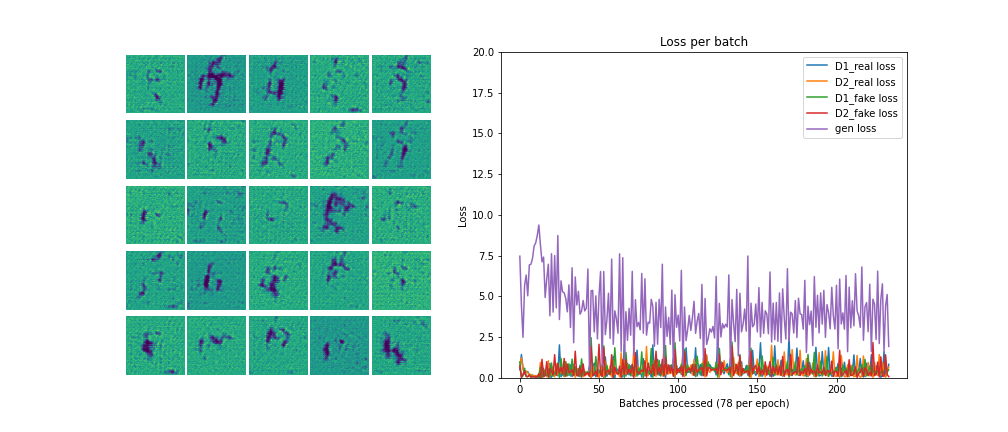 Loss per batch
20.0
17.5
15.0
12.5
10.0
7.5
5.0
2.5
0.0
Loss
D1_real loss
D2_real loss
D1_fake loss
D2_fake loss
gen loss
0 50 100 150 200
Batches processed (78 per epoch)